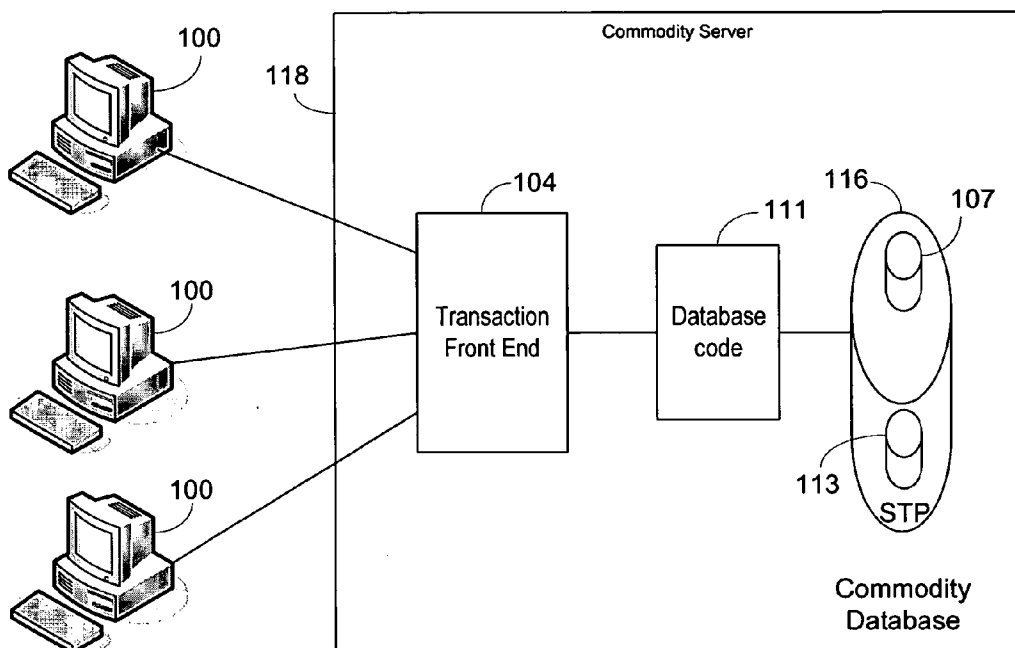 Commodity Server
100
118
104
116
107
111
100
Transaction
Front End
Database
code
100
113
STP
Commodity
Database